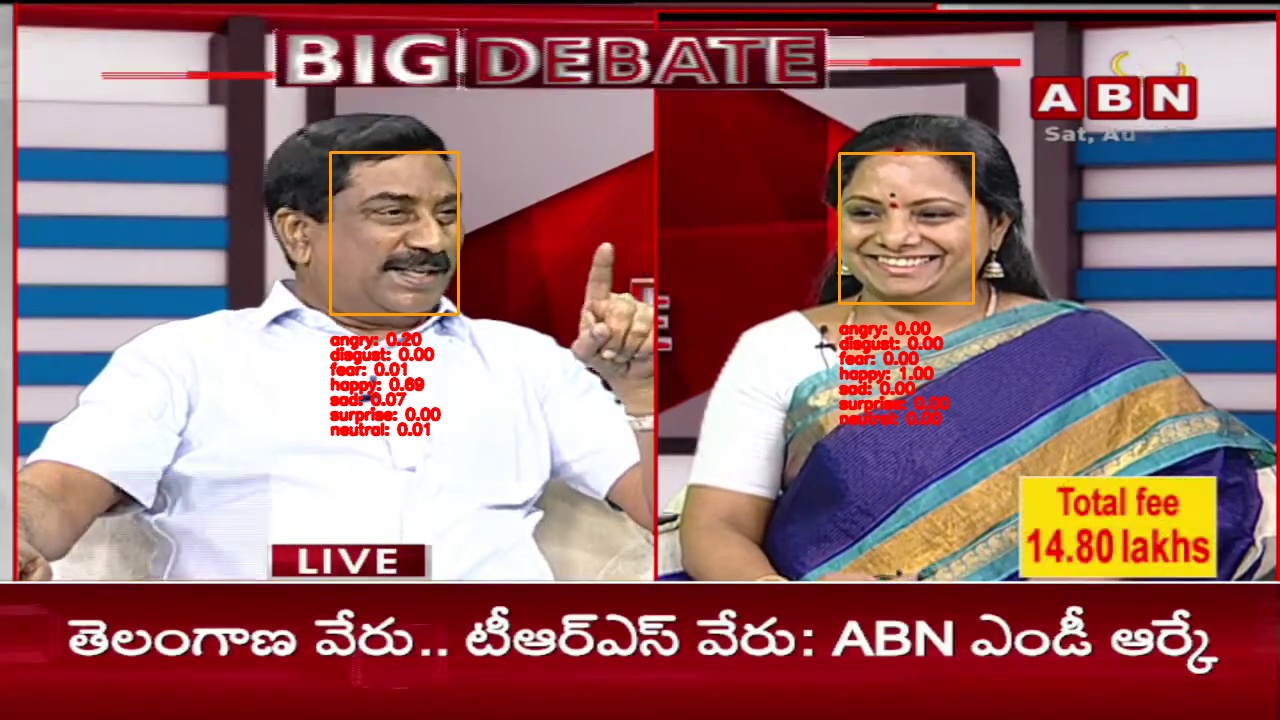 BIG DEBATE
ABN
Sat, Au
angry: 0.20
disgust: 0.00
fear: 0.01
happy: 0.69
sad: 0.07
surprise: 0.00
neutral: 0.01
angry: 0.00
disgust: 0.00
fear: 0.00
happy: 1.00
sad: 0.00
surprise: 0.00
neutral: 0.00
Total fee
14.80 lakhs
LIVE
తెలంగాణ వేరు.. టీఆర్ఎస్ వేరు: ABN ఎండీ ఆర్కే